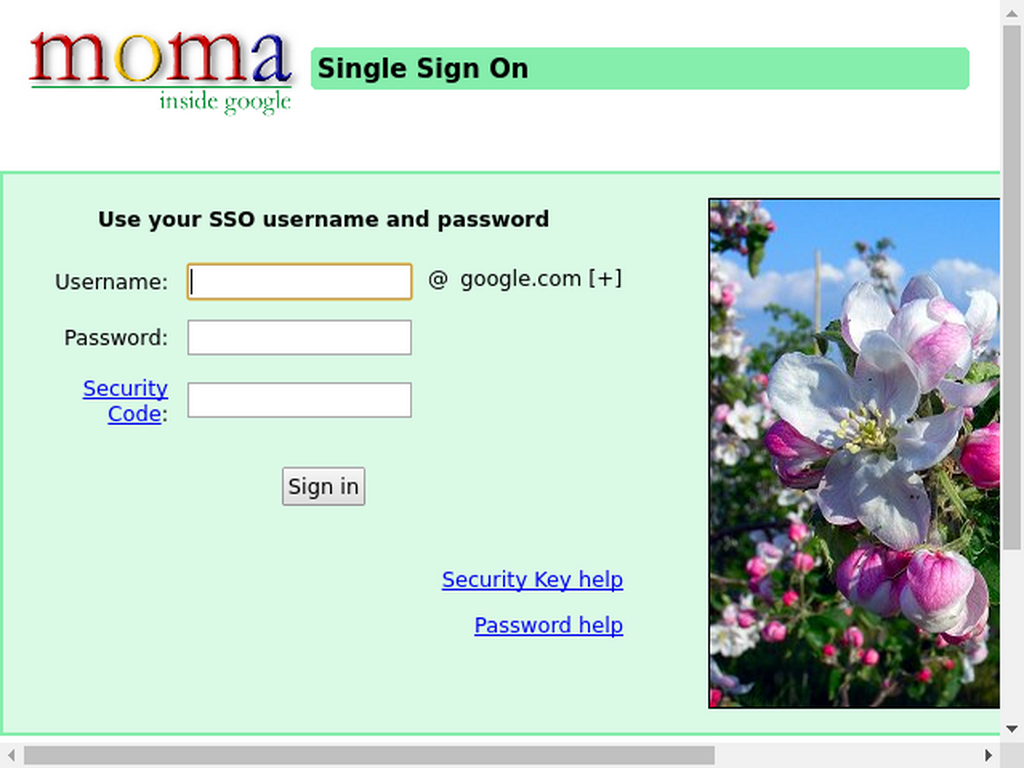 moma
inside google
Single Sign On
Use your SSO username and password
Username:
@ google.com [+]
Password:
Security
Code:
Sign in
Security Key help
Password help